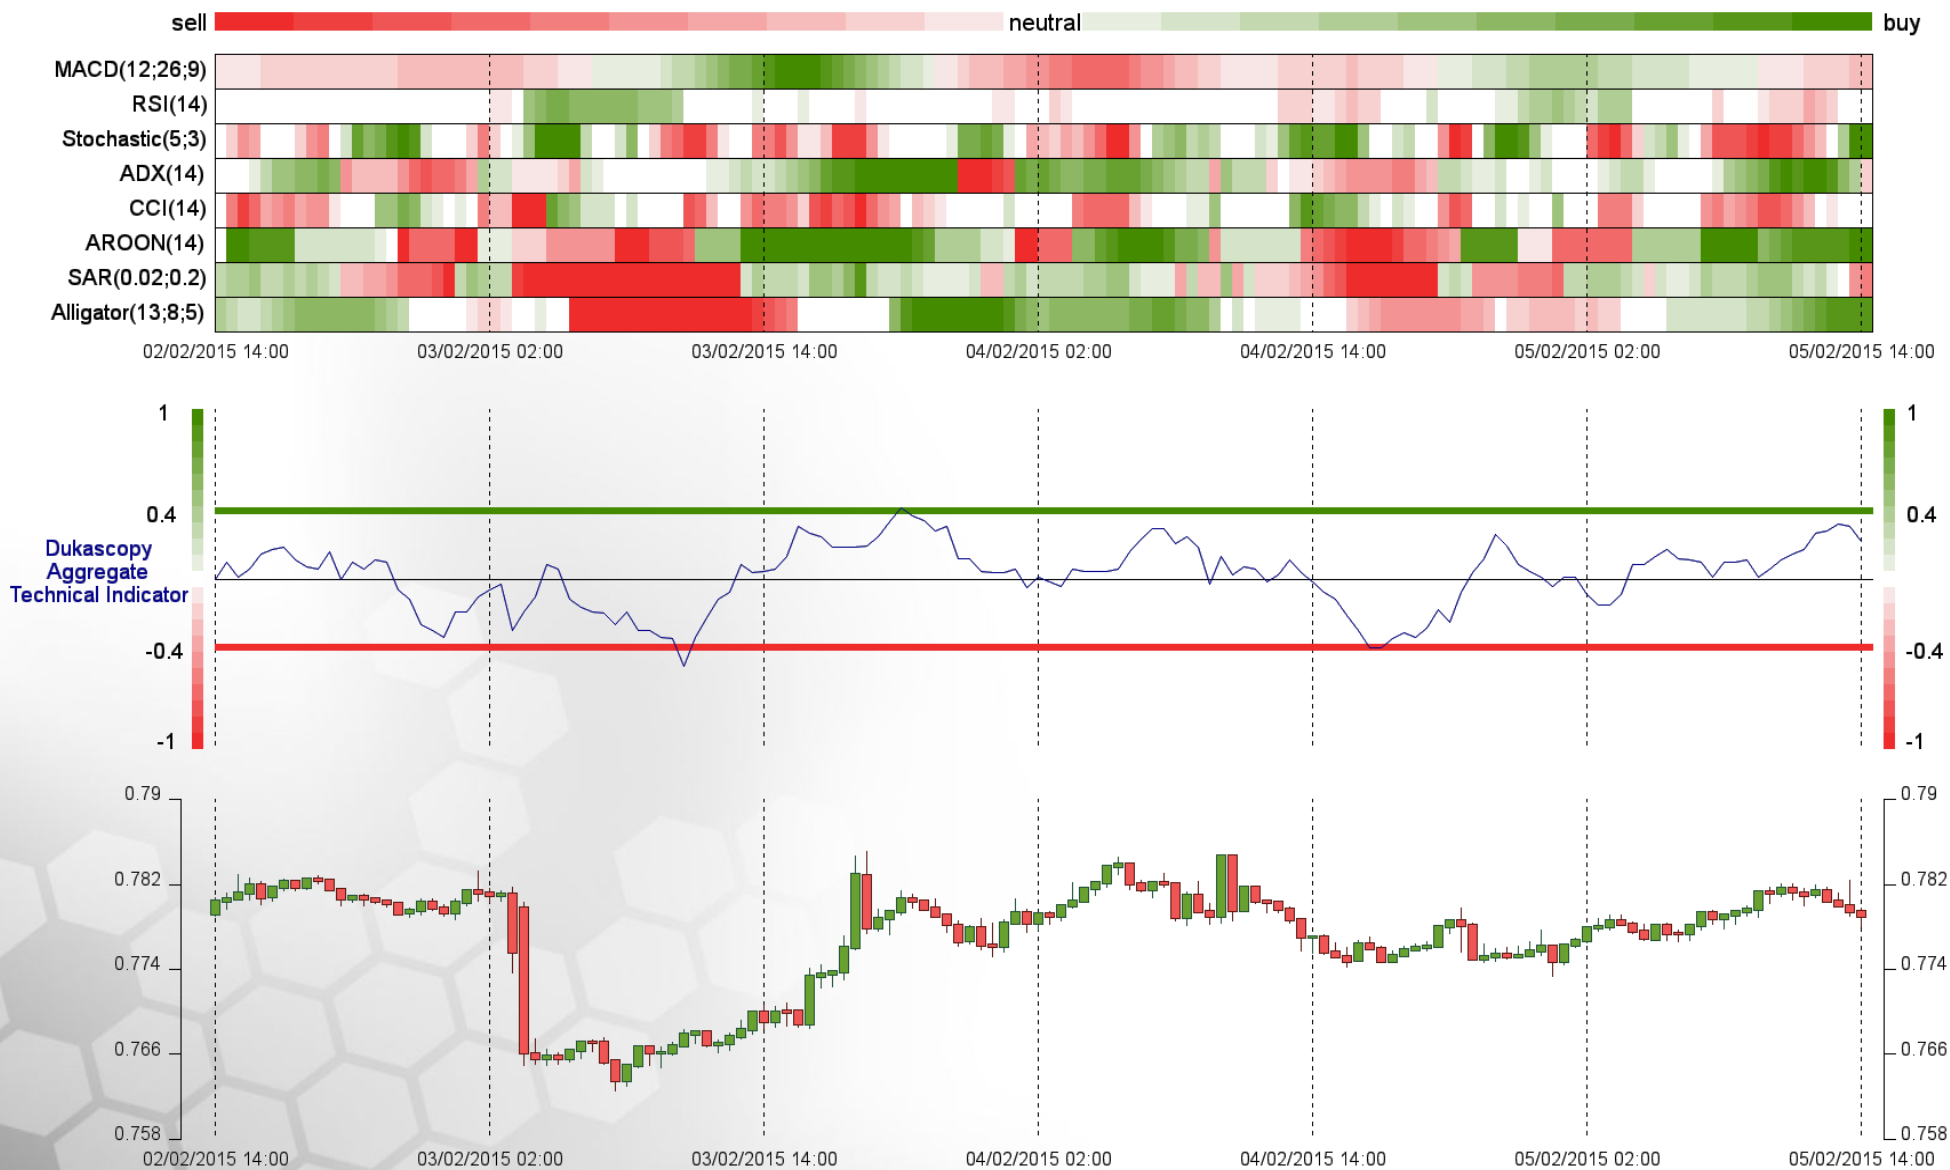 sell neutral buy
MACD(12;26;9)
RSI(14)
Stochastic(5;3)
ADX(14)
CCI(14)
AROON(14)
SAR(0.02;0.2)
Alligator(13;8;5)
02/02/2015 14:00 03/02/2015 02:00 03/02/2015 14:00 04/02/2015 02:00 04/02/2015 14:00 05/02/2015 02:00 05/02/2015 14:00
1 1
0.4 0.4
Dukascopy
Aggregate
Technical Indicator
-0.4 -0.4
-1 -1
0.79 0.79
0.782 0.782
0.774 0.774
0.766 0.766
0.758 0.758
02/02/2015 14:00 03/02/2015 02:00 03/02/2015 14:00 04/02/2015 02:00 04/02/2015 14:00 05/02/2015 02:00 05/02/2015 14:00